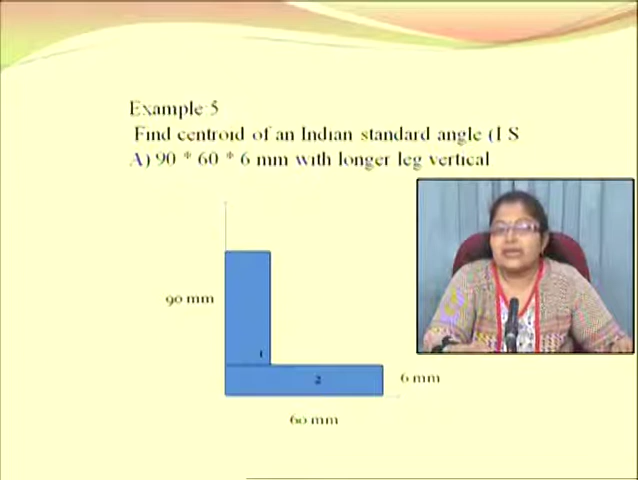 Example 5
Find centroid of an Indian standard angle (I S
A) 90 * 60 * 6 mm with longer leg vertical
90 mm
1
2
6 mm
60 mm